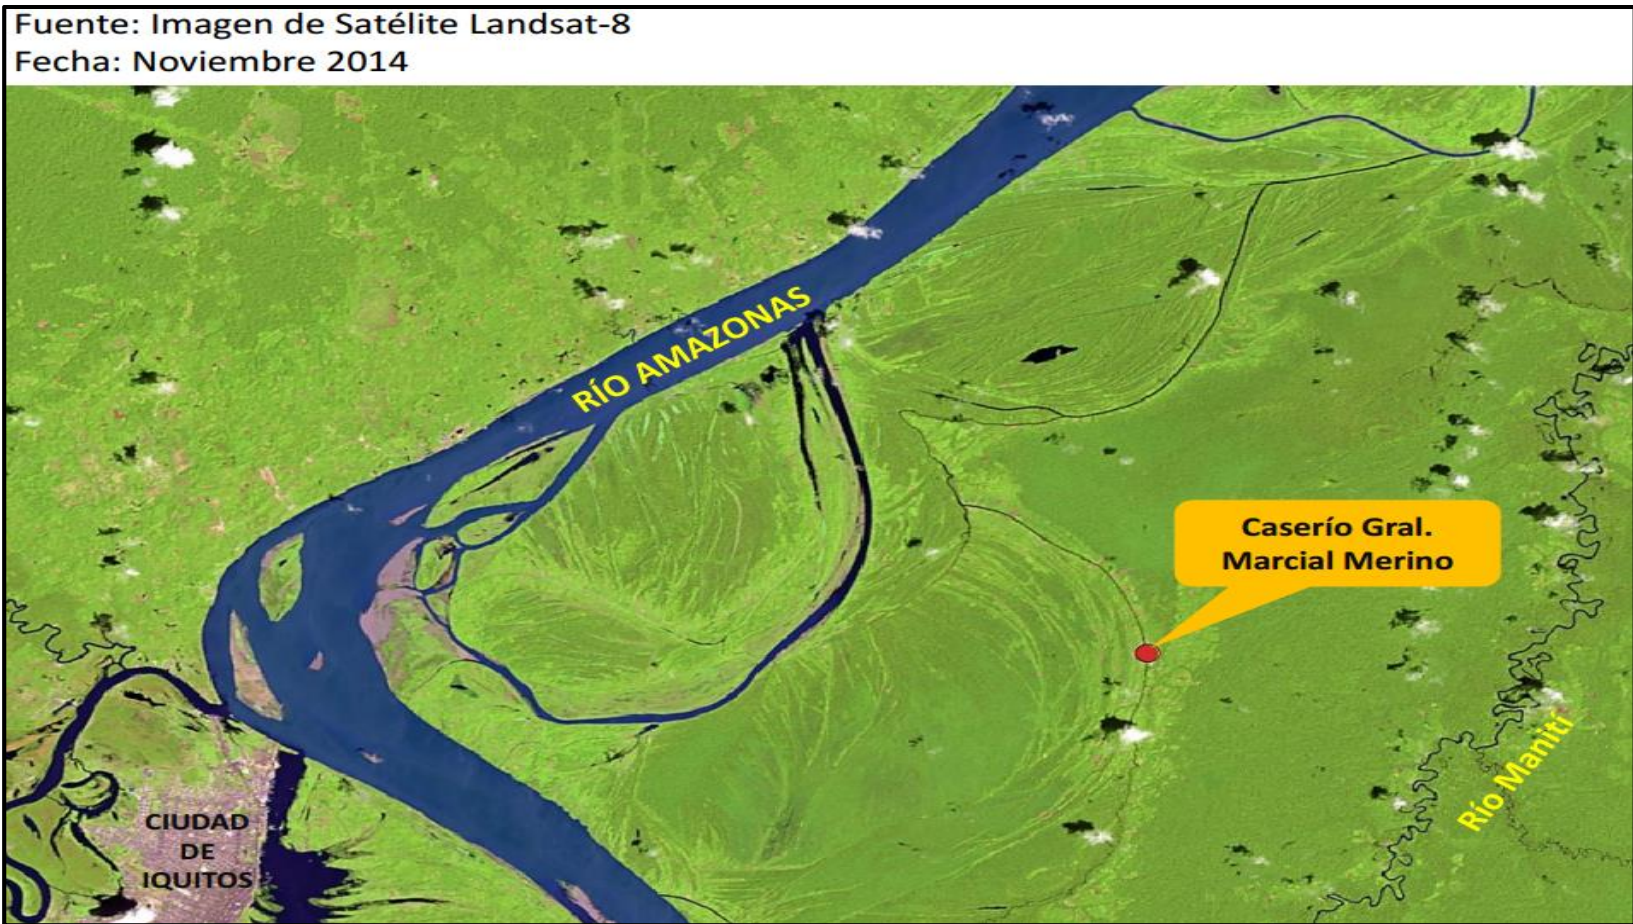 Fuente: Imagen de Satélite Landsat-8
Fecha: Noviembre 2014
RÍO AMAZONAS
Caserío Gral.
Marcial Merino
Río Manití
CIUDAD
DE
IQUITOS